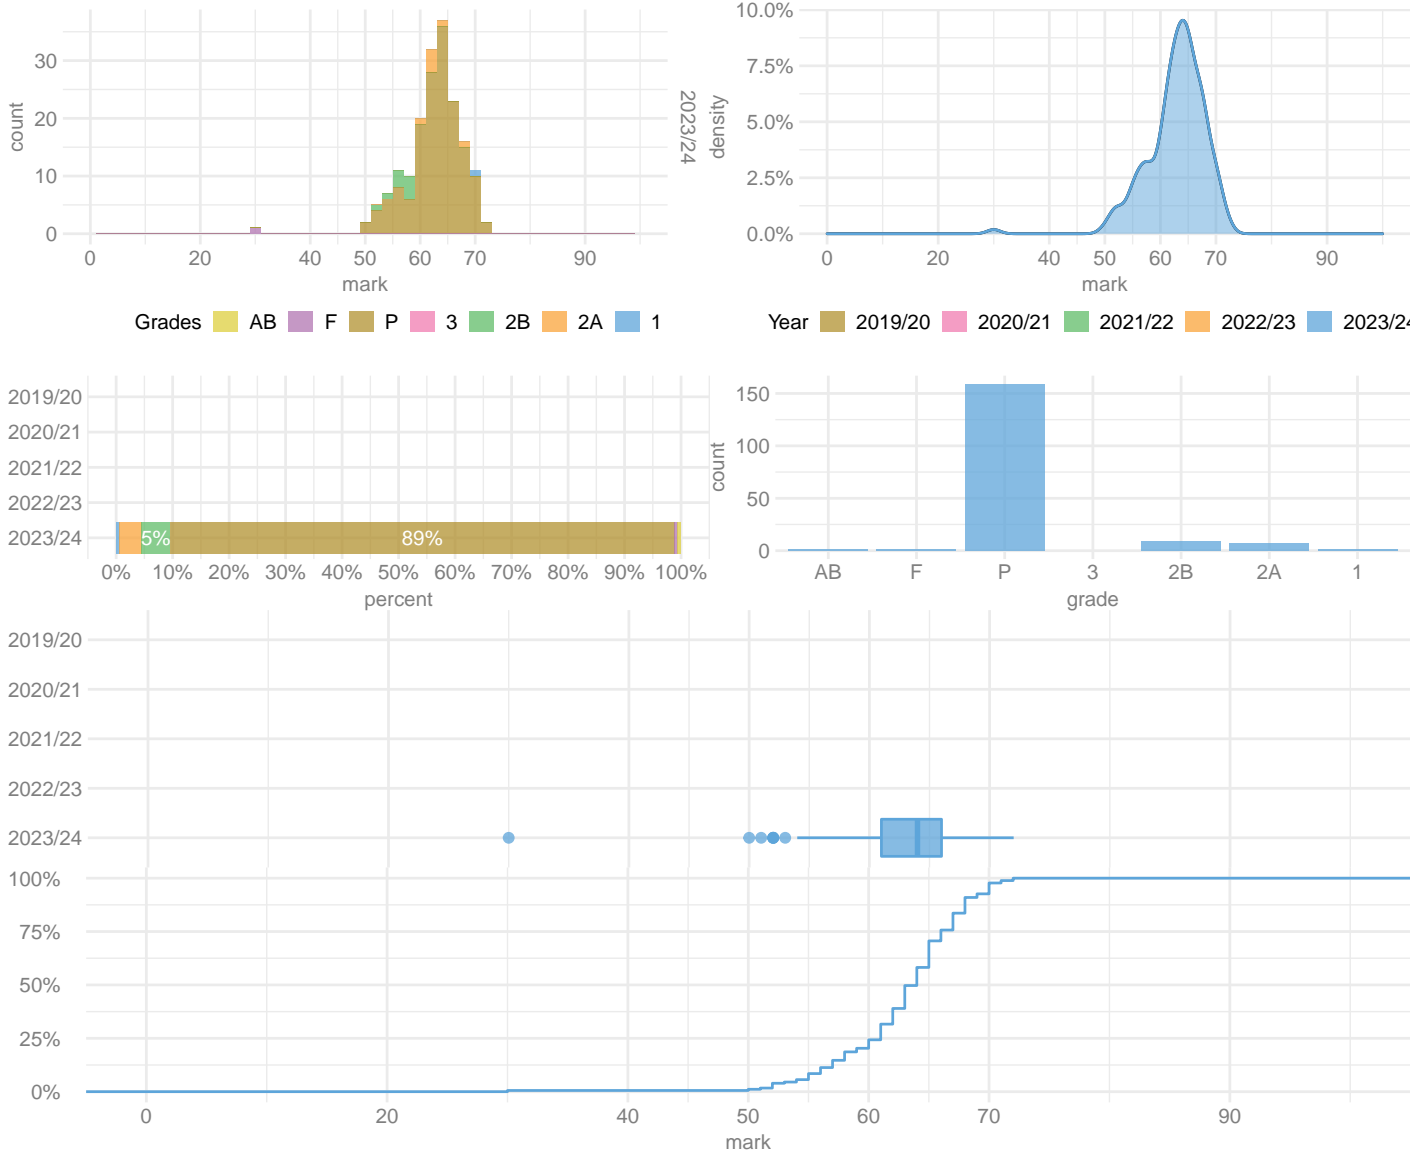 30
20
10
0
count
0 20 40 50 60 70 90
mark
2023/24
10.0%
7.5%
5.0%
2.5%
0.0%
density
0 20 40 50 60 70 90
mark
Grades AB F P 3 2B 2A 1
Year 2019/20 2020/21 2021/22 2022/23 2023/24
2019/20
2020/21
2021/22
2022/23
2023/24
5% 89%
0% 10% 20% 30% 40% 50% 60% 70% 80% 90% 100%
percent
150
100
50
0
count
AB F P 3 2B 2A 1
grade
2019/20
2020/21
2021/22
2022/23
2023/24
100%
75%
50%
25%
0%
0 20 40 50 60 70 90
mark